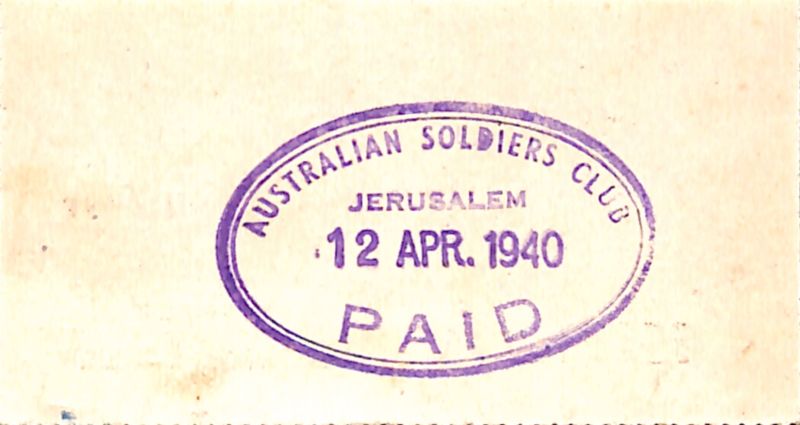 AUSTRALIAN SOLDIERS CLUB
JERUSALEM
12 APR. 1940
PAID